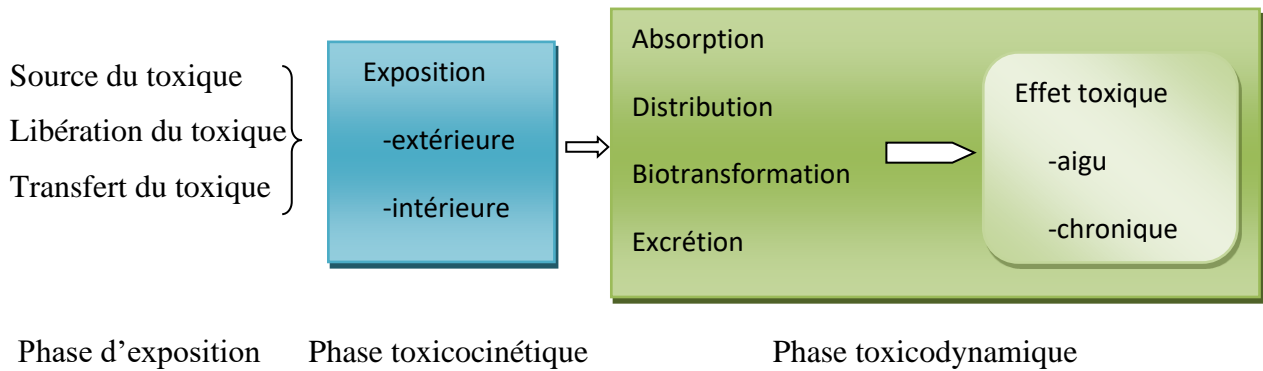 Source du toxique
Libération du toxique
Transfert du toxique
Exposition
-extérieure
-intérieure
Absorption
Distribution
Biotransformation
Excrétion
Effet toxique
-aigu
-chronique
Phase d’exposition
Phase toxicocinétique
Phase toxicodynamique